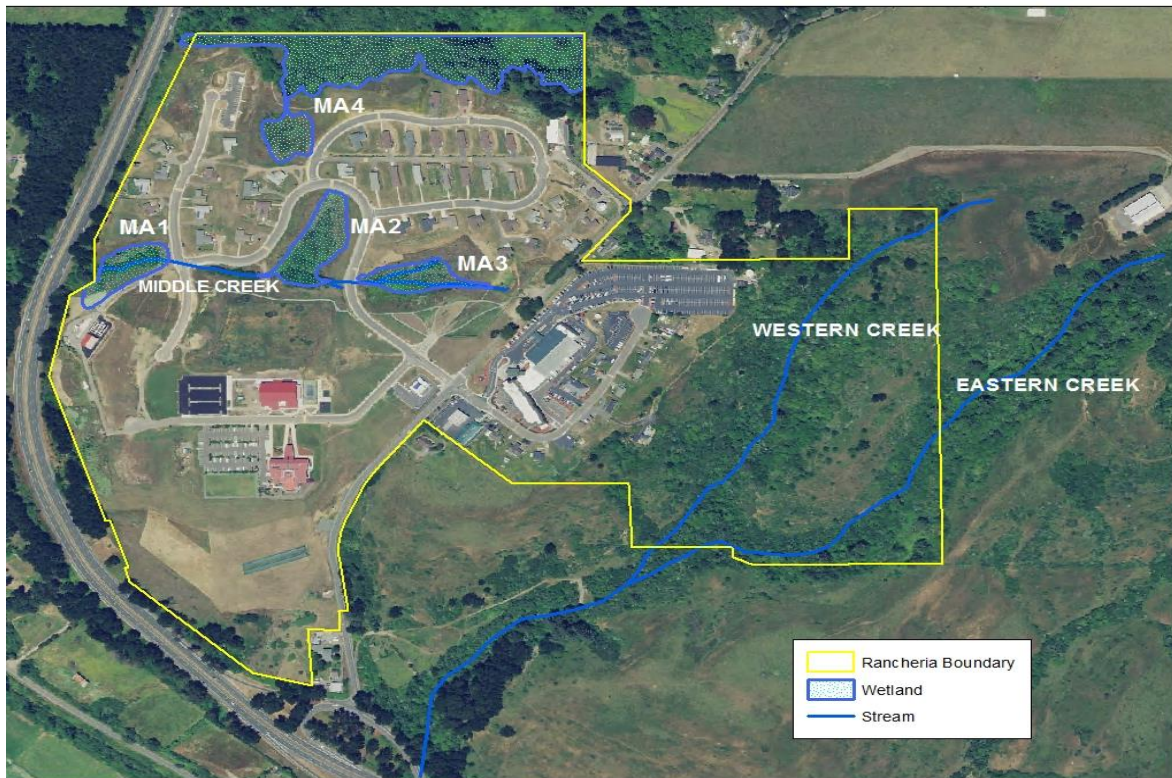 MA4
MA1
MA2
MA3
MIDDLE CREEK
WESTERN CREEK
EASTERN CREEK
Rancheria Boundary
Wetland
Stream